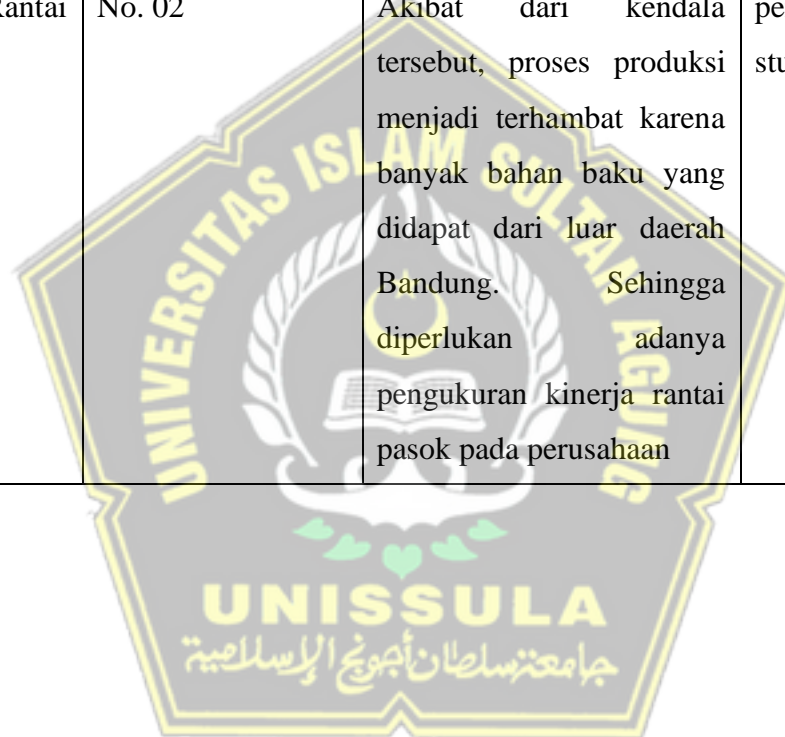 Rantai
No. 02
Akibat dari kendala
tersebut, proses produksi
menjadi terhambat karena
banyak bahan baku yang
didapat dari luar daerah
Bandung. Sehingga
diperlukan adanya
pengukuran kinerja rantai
pasok pada perusahaan
UNIVERSITAS ISLAM SULTAN AGUNG
UNISSULA
جامعة سلطان أجونج الإسلامية